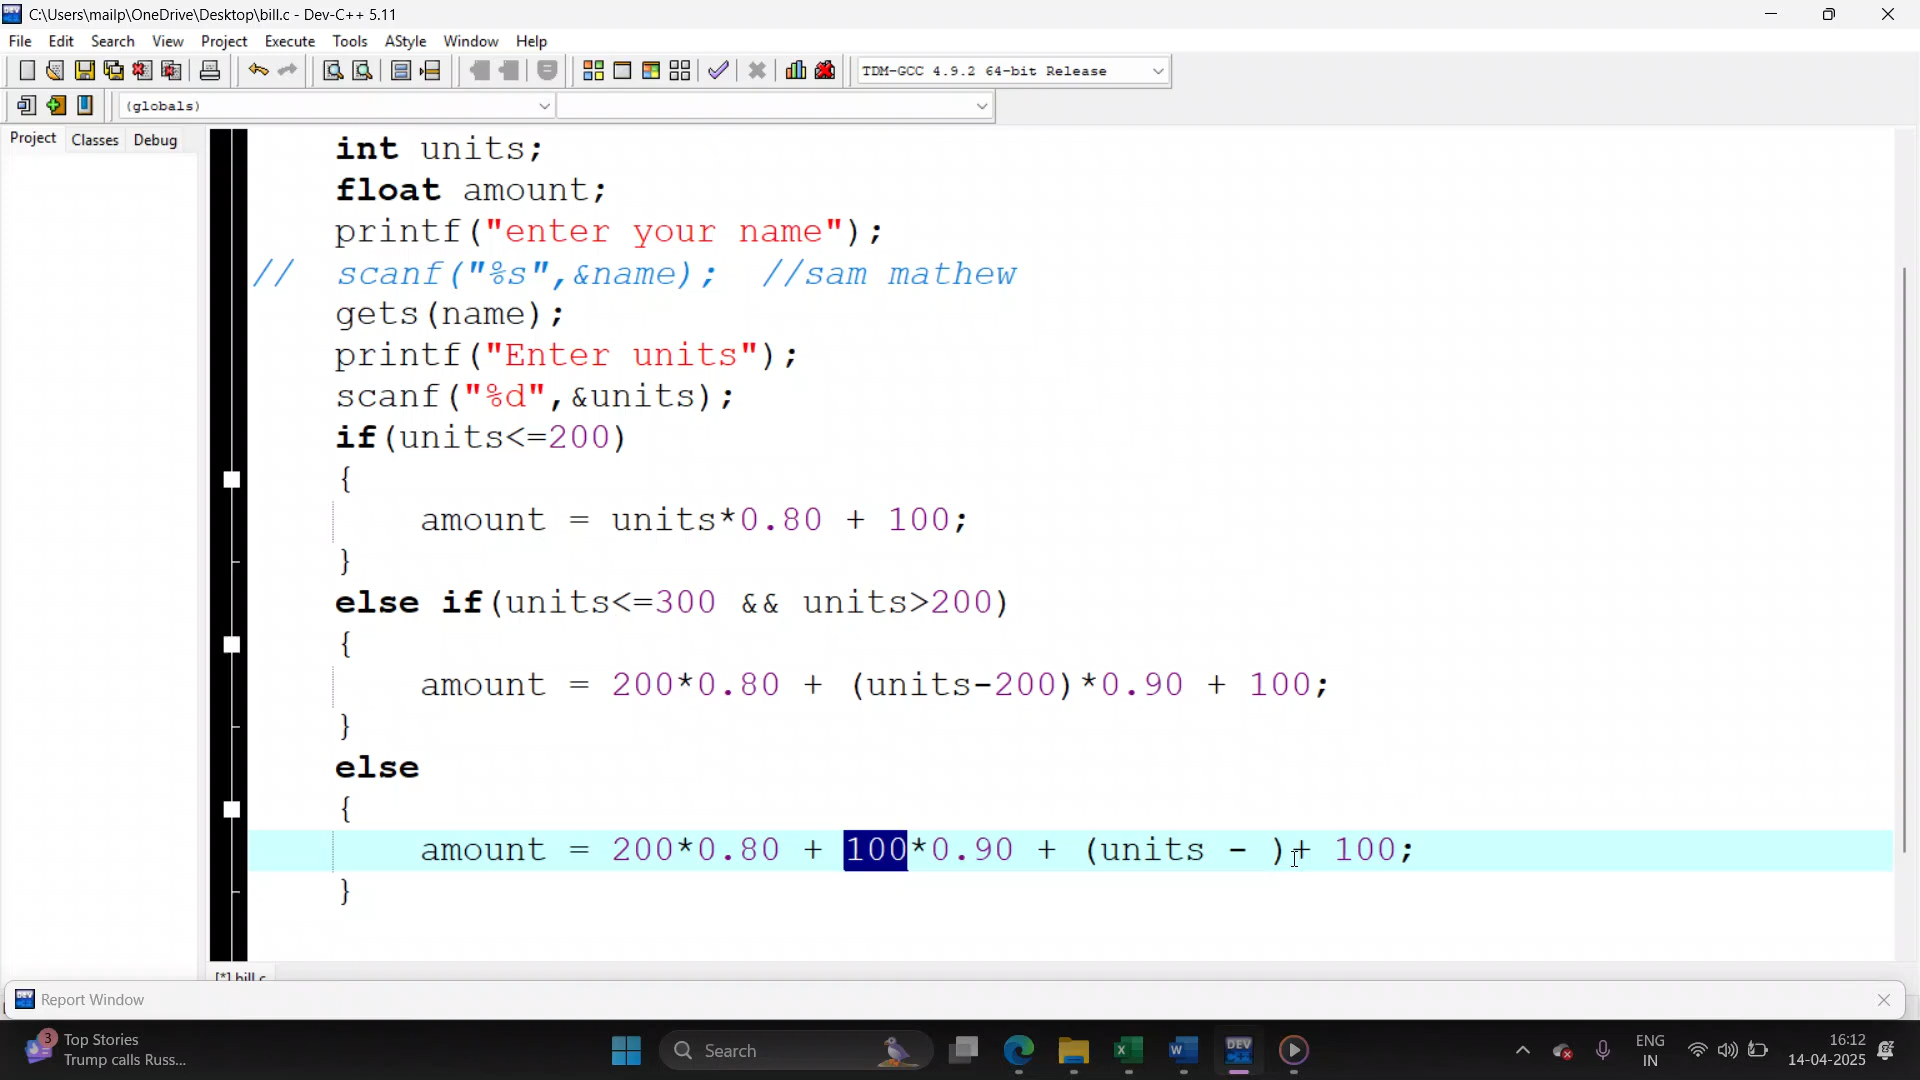 C:\Users\mailp\OneDrive\Desktop\bill.c - Dev-C++ 5.11
File Edit Search View Project Execute Tools AStyle Window Help
TDM-GCC 4.9.2 64-bit Release
(globals)
Project Classes Debug
int units;
float amount;
printf("enter your name");
// scanf("%s",&name); //sam mathew
gets(name);
printf("Enter units");
scanf("%d",&units);
if(units<=200)
{
amount = units*0.80 + 100;
}
else if(units<=300 && units>200)
{
amount = 200*0.80 + (units-200)*0.90 + 100;
}
else
{
amount = 200*0.80 + 100*0.90 + (units - )+ 100;
}
[*] bill.c
Report Window
3
Top Stories
Trump calls Russ...
Search
DEV
ENG
IN
16:12
14-04-2025